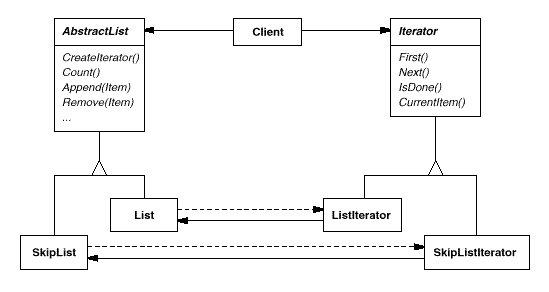 AbstractList
CreateIterator()
Count()
Append(Item)
Remove(Item)
...
Client
Iterator
First()
Next()
IsDone()
CurrentItem()
List
ListIterator
SkipList
SkipListIterator